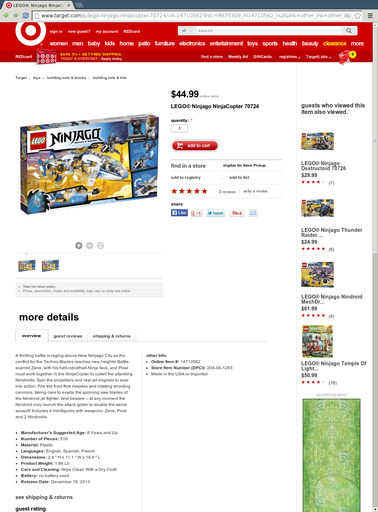 LEGO® Ninjago NinjaC
www.target.com/p/lego-ninjago-ninjacopter-70724/-/A-14710562
sign in new guest? my account REDcard
all search
women men baby kids home patio furniture electronics entertainment toys sports health beauty clearance more
REDcard
SAVE 5% + GET FREE SHIPPING.
TODAY & EVERYDAY
Apply today.
find a store Weekly Ad GiftCards registries TargetLists
Target toys building sets & blocks building sets & kits
$44.99 online price
LEGO® Ninjago NinjaCopter 70724
quantity:
1
add to cart
find in a store eligible for Store Pickup
add to registry add to list
3 reviews write a review
share
Like +1 Tweet Pin it
LEGO NINJAGO
View our return policy.
Prices, promotions, styles and availability may vary by store and online.
guests who viewed this
item also viewed.
LEGO® Ninjago
Destructoid 70726
$29.99
(1)
LEGO® Ninjago Thunder
Raider ...
$24.99
(6)
LEGO® Ninjago Nindroid
MechDr...
$61.99
(4)
LEGO® Ninjago Temple Of
Light...
$50.99
(18)
ADVERTISEMENT
more details
overview guest reviews shipping & returns
A thrilling battle is raging above New Ninjago City as the
conflict for the Techno-Blades reaches new heights! Battle-
scarred Zane, with his half-robot/half-Ninja face, and Pixal
must work together in the NinjaCopter to outwit the attacking
Nindroids. Spin the propellers and rear jet engines to soar
into action. Fire the front flick missiles and rotating shooting
cannons, taking care to evade the spinning saw blades of
the Nindroid jet fighter. And beware – at any moment the
Nindroid may launch the attack glider to double the aerial
assault! Includes 4 minifigures with weapons: Zane, Pixal
and 2 Nindroids.
Manufacturer's Suggested Age: 8 Years and Up
Number of Pieces: 516
Material: Plastic
Languages: English, Spanish, French
Dimensions: 2.4 " H x 11.1 " W x 18.9 " L
Product Weight: 1.86 Lb.
Care and Cleaning: Wipe Clean With a Dry Cloth
Battery: no battery used
Release Date: December 16, 2013
other info.
Online Item #: 14710562
Store Item Number (DPCI): 204-00-1283
Made in the USA or Imported
see shipping & returns
guest rating